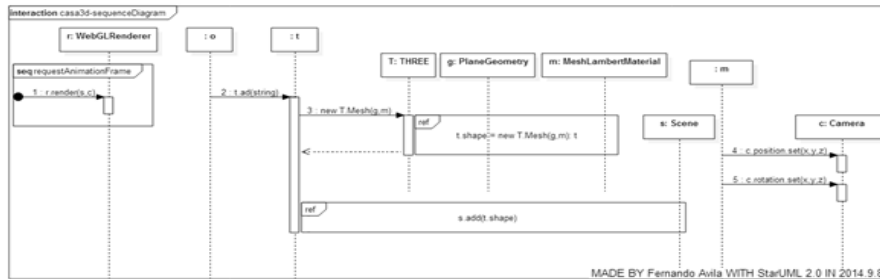 interaction casa3d-sequenceDiagram
r: WebGLRenderer
: o
: t
T: THREE
g: PlaneGeometry
m: MeshLambertMaterial
: m
s: Scene
c: Camera
seq requestAnimationFrame
1 : r.render(s,c)
2 : t.ad(string)
3 : new T.Mesh(g,m)
ref
t.shape = new T.Mesh(g,m): t
4 : c.position.set(x,y,z)
5 : c.rotation.set(x,y,z)
ref
s.add(t.shape)
MADE BY Fernando Avila WITH StarUML 2.0 IN 2014.9.8